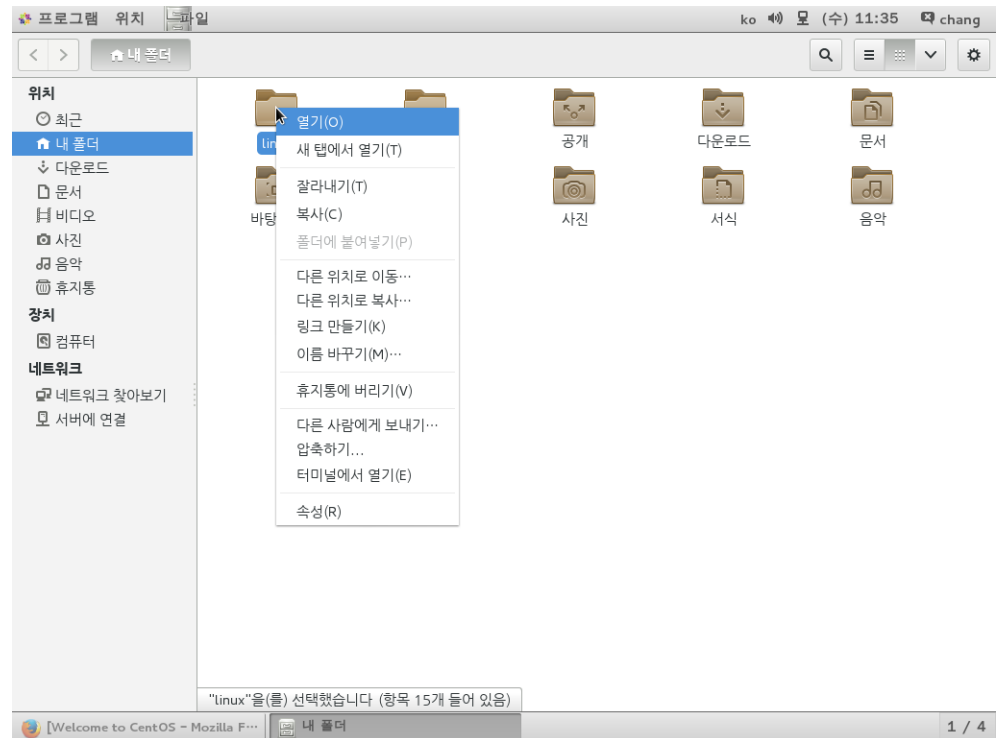 프로그램 위치 파일 ko (수) 11:35 chang
내 폴더
위치
최근
내 폴더
다운로드
문서
비디오
사진
음악
휴지통
장치
컴퓨터
네트워크
네트워크 찾아보기
서버에 연결
공개 다운로드 문서
사진 서식 음악
열기(O)
새 탭에서 열기(T)
잘라내기(T)
복사(C)
폴더에 붙여넣기(P)
다른 위치로 이동…
다른 위치로 복사…
링크 만들기(K)
이름 바꾸기(M)…
휴지통에 버리기(V)
다른 사람에게 보내기…
압축하기...
터미널에서 열기(E)
속성(R)
"linux"을(를) 선택했습니다 (항목 15개 들어 있음)
[Welcome to CentOS - Mozilla F… 내 폴더 1 / 4